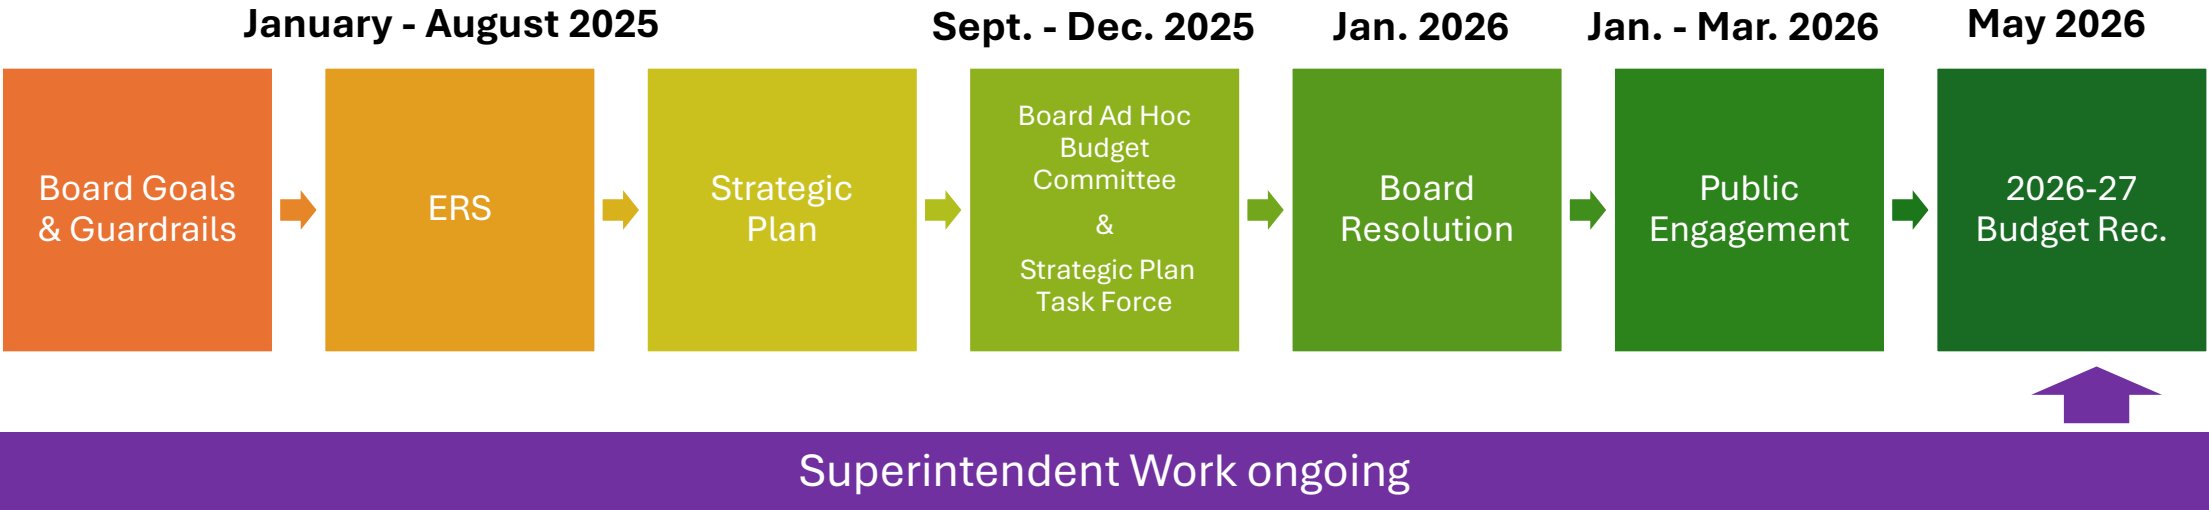 January - August 2025
Sept. - Dec. 2025
Jan. 2026
Jan. - Mar. 2026
May 2026
Board Goals
& Guardrails
ERS
Strategic
Plan
Board Ad Hoc
Budget
Committee
&
Strategic Plan
Task Force
Board
Resolution
Public
Engagement
2026-27
Budget Rec.
Superintendent Work ongoing